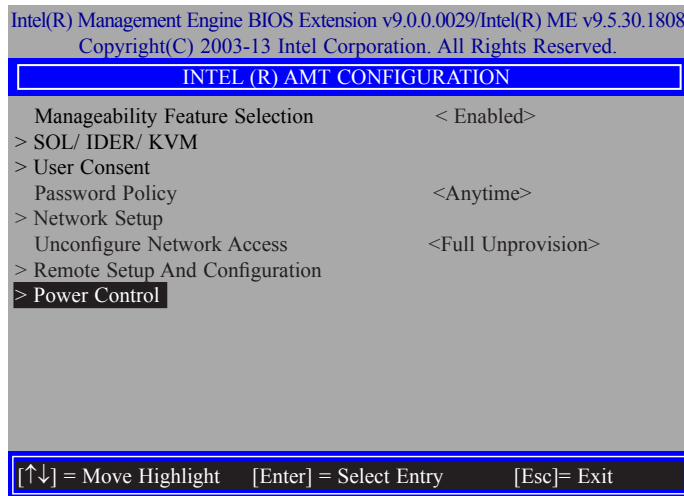 Intel(R) Management Engine BIOS Extension v9.0.0.0029/Intel(R) ME v9.5.30.1808
Copyright(C) 2003-13 Intel Corporation. All Rights Reserved.
INTEL (R) AMT CONFIGURATION
Manageability Feature Selection < Enabled>
> SOL/ IDER/ KVM
> User Consent
Password Policy <Anytime>
> Network Setup
Unconfigure Network Access <Full Unprovision>
> Remote Setup And Configuration
> Power Control
[↑↓] = Move Highlight [Enter] = Select Entry [Esc]= Exit